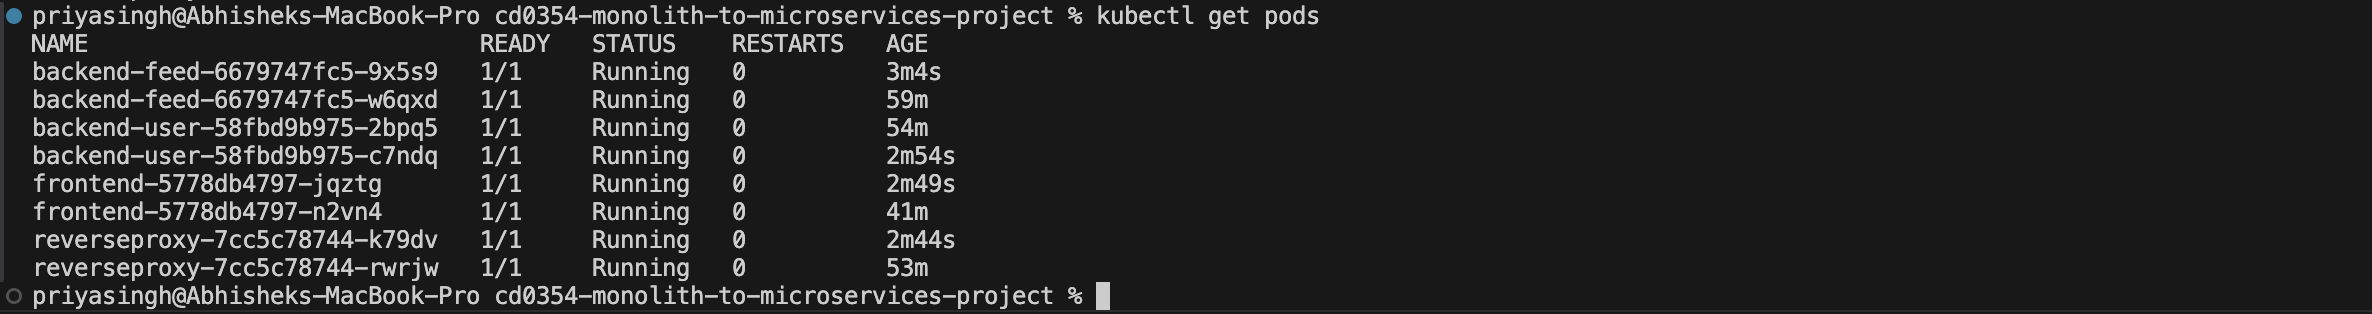 priyasingh@Abhisheks-MacBook-Pro cd0354-monolith-to-microservices-project % kubectl get pods
NAME                            READY   STATUS    RESTARTS   AGE
backend-feed-6679747fc5-9x5s9   1/1     Running   0          3m4s
backend-feed-6679747fc5-w6qxd   1/1     Running   0          59m
backend-user-58fbd9b975-2bpq5   1/1     Running   0          54m
backend-user-58fbd9b975-c7ndq   1/1     Running   0          2m54s
frontend-5778db4797-jqztg       1/1     Running   0          2m49s
frontend-5778db4797-n2vn4       1/1     Running   0          41m
reverseproxy-7cc5c78744-k79dv   1/1     Running   0          2m44s
reverseproxy-7cc5c78744-rwrjw   1/1     Running   0          53m
priyasingh@Abhisheks-MacBook-Pro cd0354-monolith-to-microservices-project %